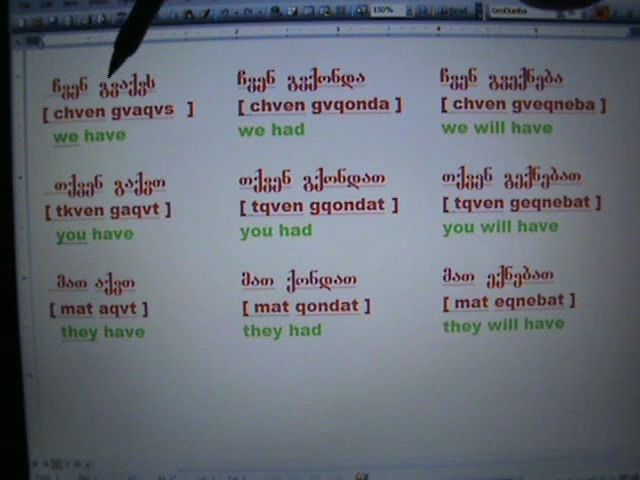 150%
GeoDumba
ჩვენ გვაქვს
[ chven gvaqvs ]
we have
ჩვენ გვქონდა
[ chven gvqonda ]
we had
ჩვენ გვექნება
[ chven gveqneba ]
we will have
თქვენ გაქვთ
[ tkven gaqvt ]
you have
თქვენ გქონდათ
[ tqven gqondat ]
you had
თქვენ გექნებათ
[ tqven geqnebat ]
you will have
მათ აქვთ
[ mat aqvt ]
they have
მათ ქონდათ
[ mat qondat ]
they had
მათ ექნებათ
[ mat eqnebat ]
they will have